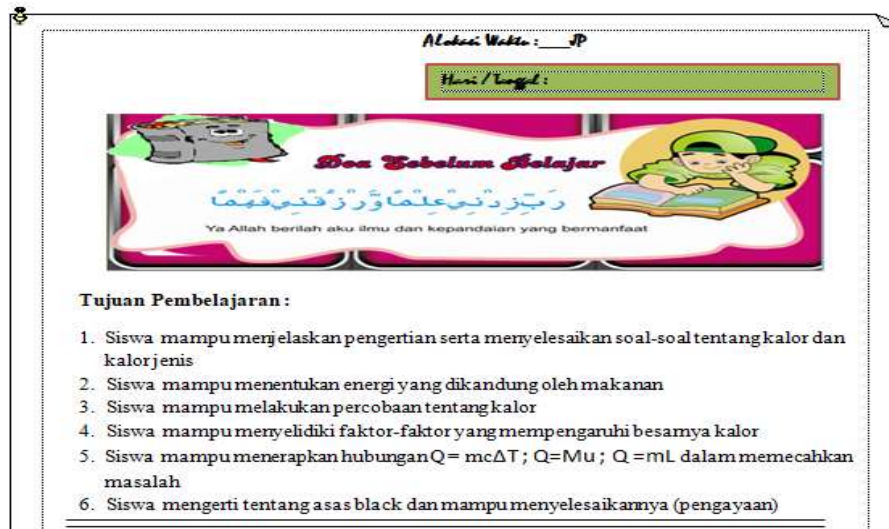 Alokasi Waktu :____JP
Hari / Tanggal :
Doa Sebelum Belajar
رَبِّ زِدْنِيْ عِلْمًا وَّرْزُقْنِيْ فَهْمًا
Ya Allah berilah aku ilmu dan kepandaian yang bermanfaat
Tujuan Pembelajaran :
1. Siswa mampu menjelaskan pengertian serta menyelesaikan soal-soal tentang kalor dan
kalor jenis
2. Siswa mampu menentukan energi yang dikandung oleh makanan
3. Siswa mampu melakukan percobaan tentang kalor
4. Siswa mampu menyelidiki faktor-faktor yang mempengaruhi besarnya kalor
5. Siswa mampu menerapkan hubungan Q = mcΔT ; Q=Mu ; Q =mL dalam memecahkan
masalah
6. Siswa mengerti tentang asas black dan mampu menyelesaikannya (pengayaan)